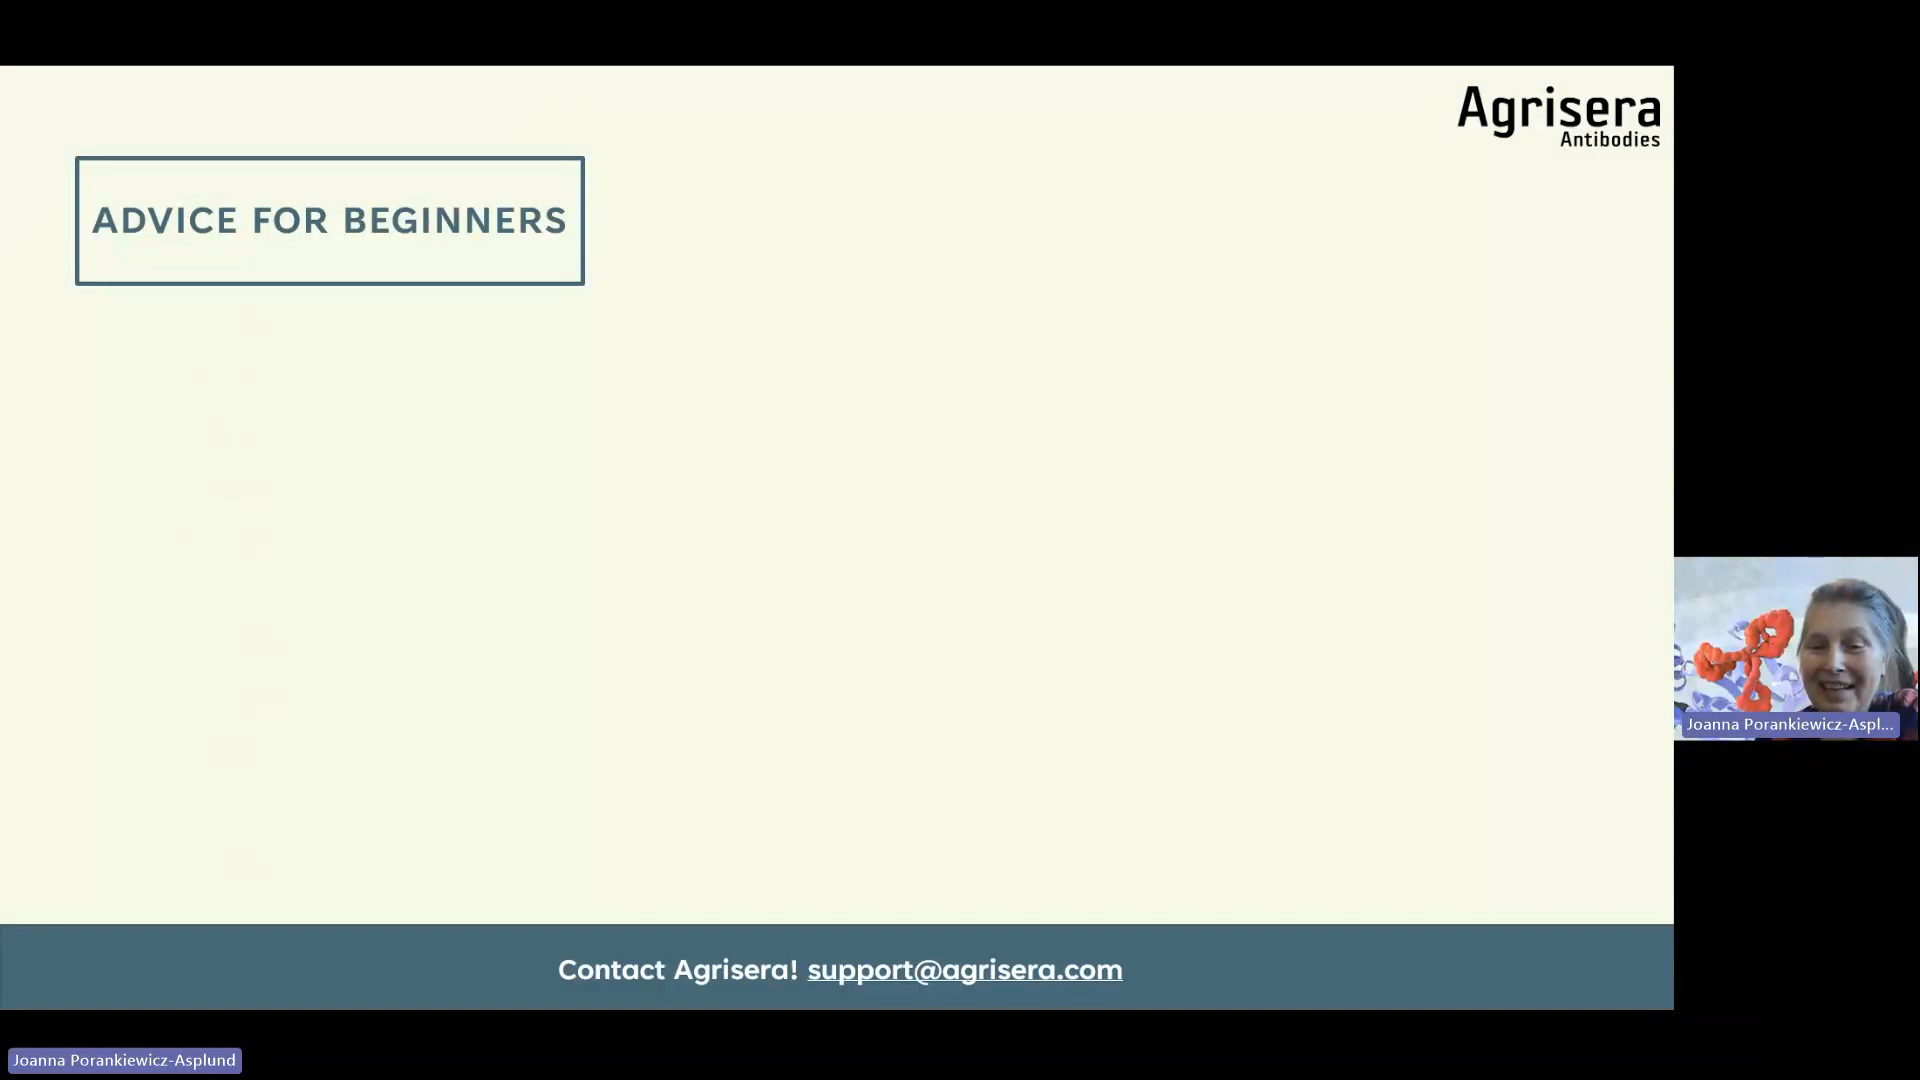 Agrisera
Antibodies
ADVICE FOR BEGINNERS
Joanna Porankiewicz-Aspl...
Contact Agrisera! support@agrisera.com
Joanna Porankiewicz-Asplund